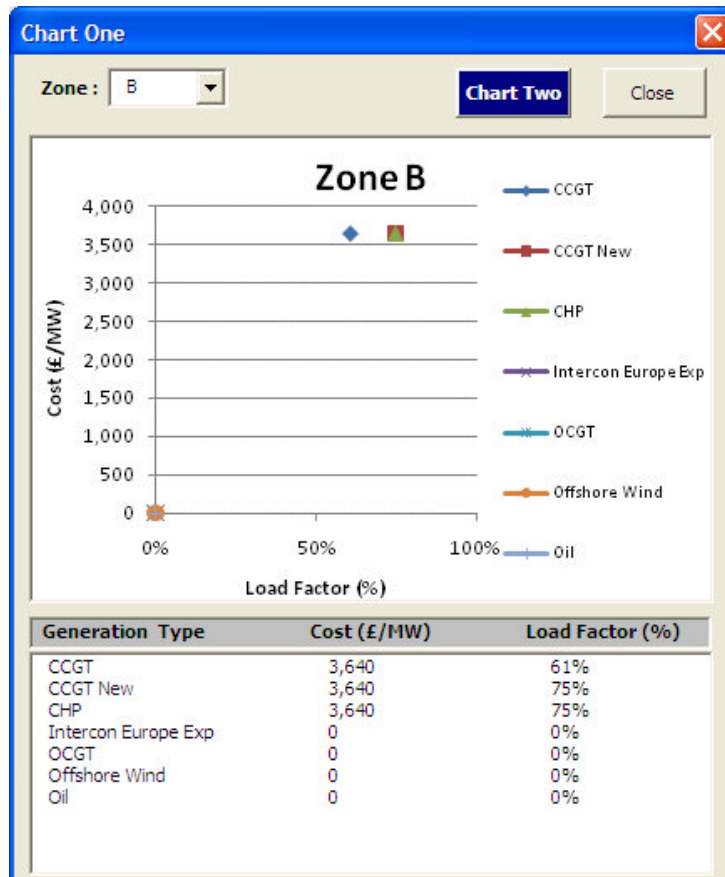 Chart One
Zone : B
Chart Two
Close
Zone B
4,000
3,500
3,000
2,500
2,000
1,500
1,000
500
0
Cost (£/MW)
0% 50% 100%
Load Factor (%)
CCGT
CCGT New
CHP
Intercon Europe Exp
OCGT
Offshore Wind
Oil
Generation Type Cost (£/MW) Load Factor (%)
CCGT 3,640 61%
CCGT New 3,640 75%
CHP 3,640 75%
Intercon Europe Exp 0 0%
OCGT 0 0%
Offshore Wind 0 0%
Oil 0 0%